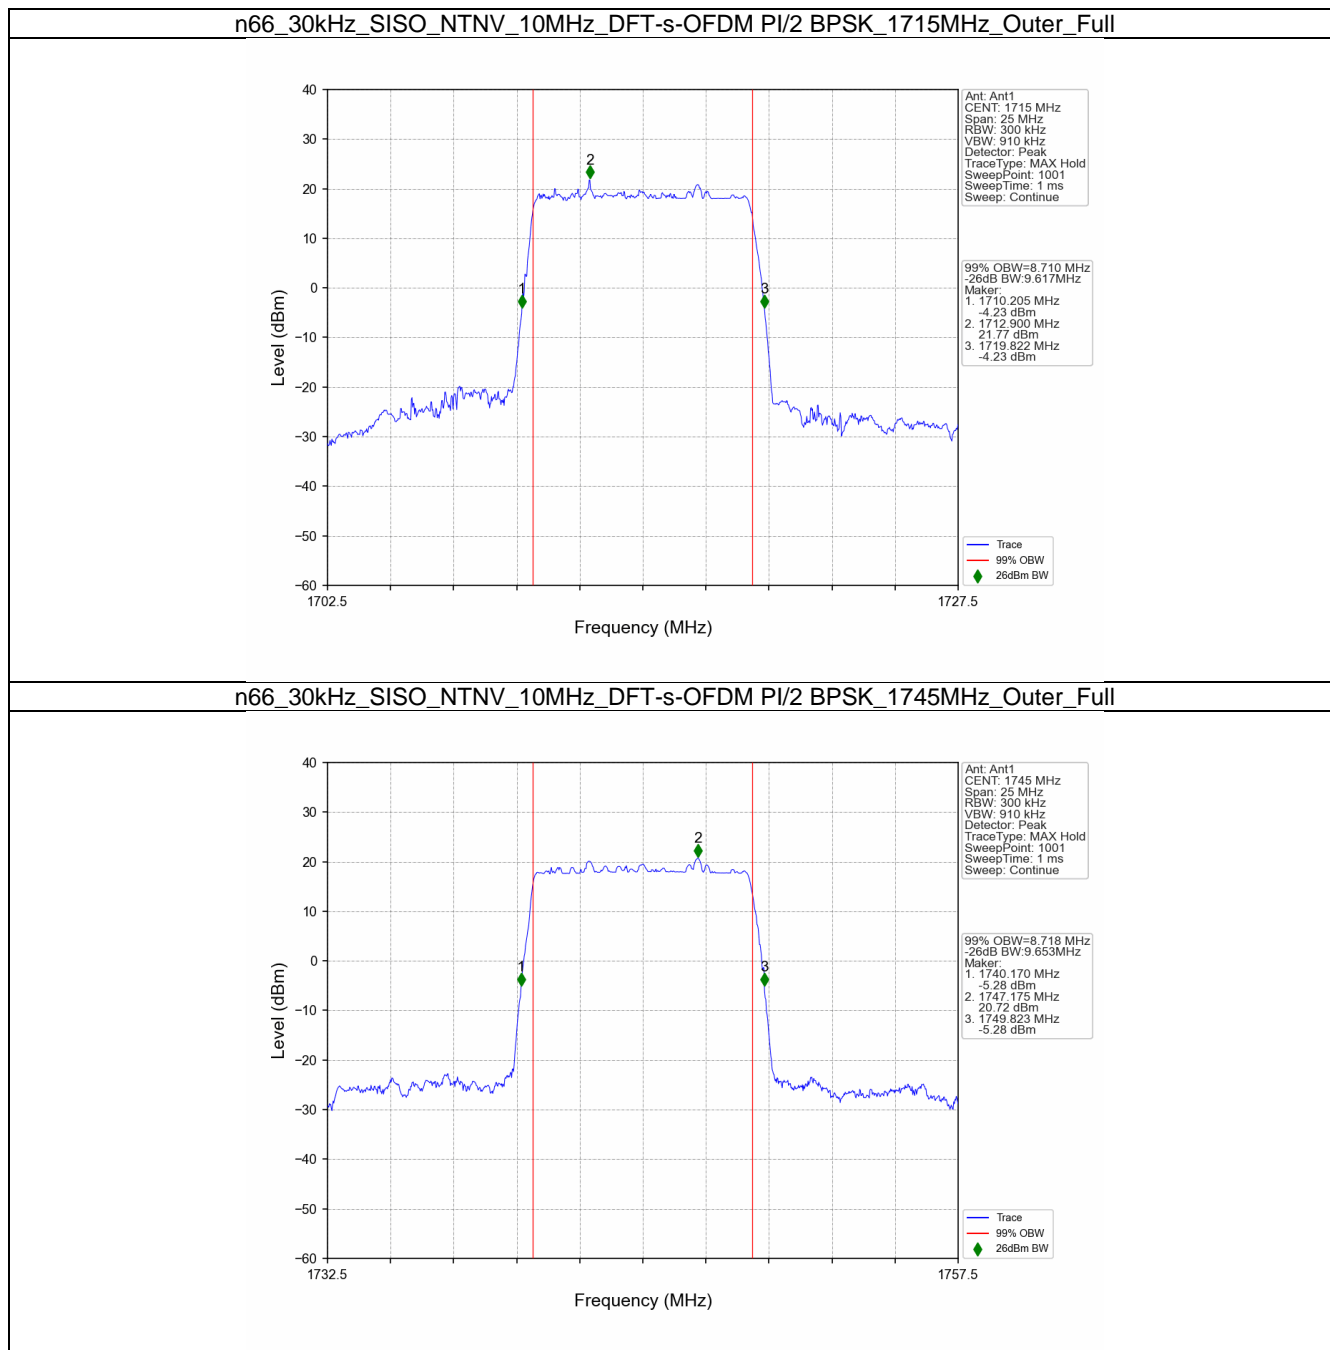 n66_30kHz_SISO_NTNV_10MHz_DFT-s-OFDM PI/2 BPSK_1715MHz_Outer_Full
40
30
20
10
0
−10
−20
−30
−40
−50
−60
Level (dBm)
1702.5
1727.5
Frequency (MHz)
1
2
3
Ant: Ant1
CENT: 1715 MHz
Span: 25 MHz
RBW: 300 kHz
VBW: 910 kHz
Detector: Peak
TraceType: MAX Hold
SweepPoint: 1001
SweepTime: 1 ms
Sweep: Continue
99% OBW=8.710 MHz
-26dB BW:9.617MHz
Maker:
1. 1710.205 MHz
-4.23 dBm
2. 1712.900 MHz
21.77 dBm
3. 1719.822 MHz
-4.23 dBm
Trace
99% OBW
26dBm BW
n66_30kHz_SISO_NTNV_10MHz_DFT-s-OFDM PI/2 BPSK_1745MHz_Outer_Full
40
30
20
10
0
−10
−20
−30
−40
−50
−60
Level (dBm)
1732.5
1757.5
Frequency (MHz)
1
2
3
Ant: Ant1
CENT: 1745 MHz
Span: 25 MHz
RBW: 300 kHz
VBW: 910 kHz
Detector: Peak
TraceType: MAX Hold
SweepPoint: 1001
SweepTime: 1 ms
Sweep: Continue
99% OBW=8.718 MHz
-26dB BW:9.653MHz
Maker:
1. 1740.170 MHz
-5.28 dBm
2. 1747.175 MHz
20.72 dBm
3. 1749.823 MHz
-5.28 dBm
Trace
99% OBW
26dBm BW